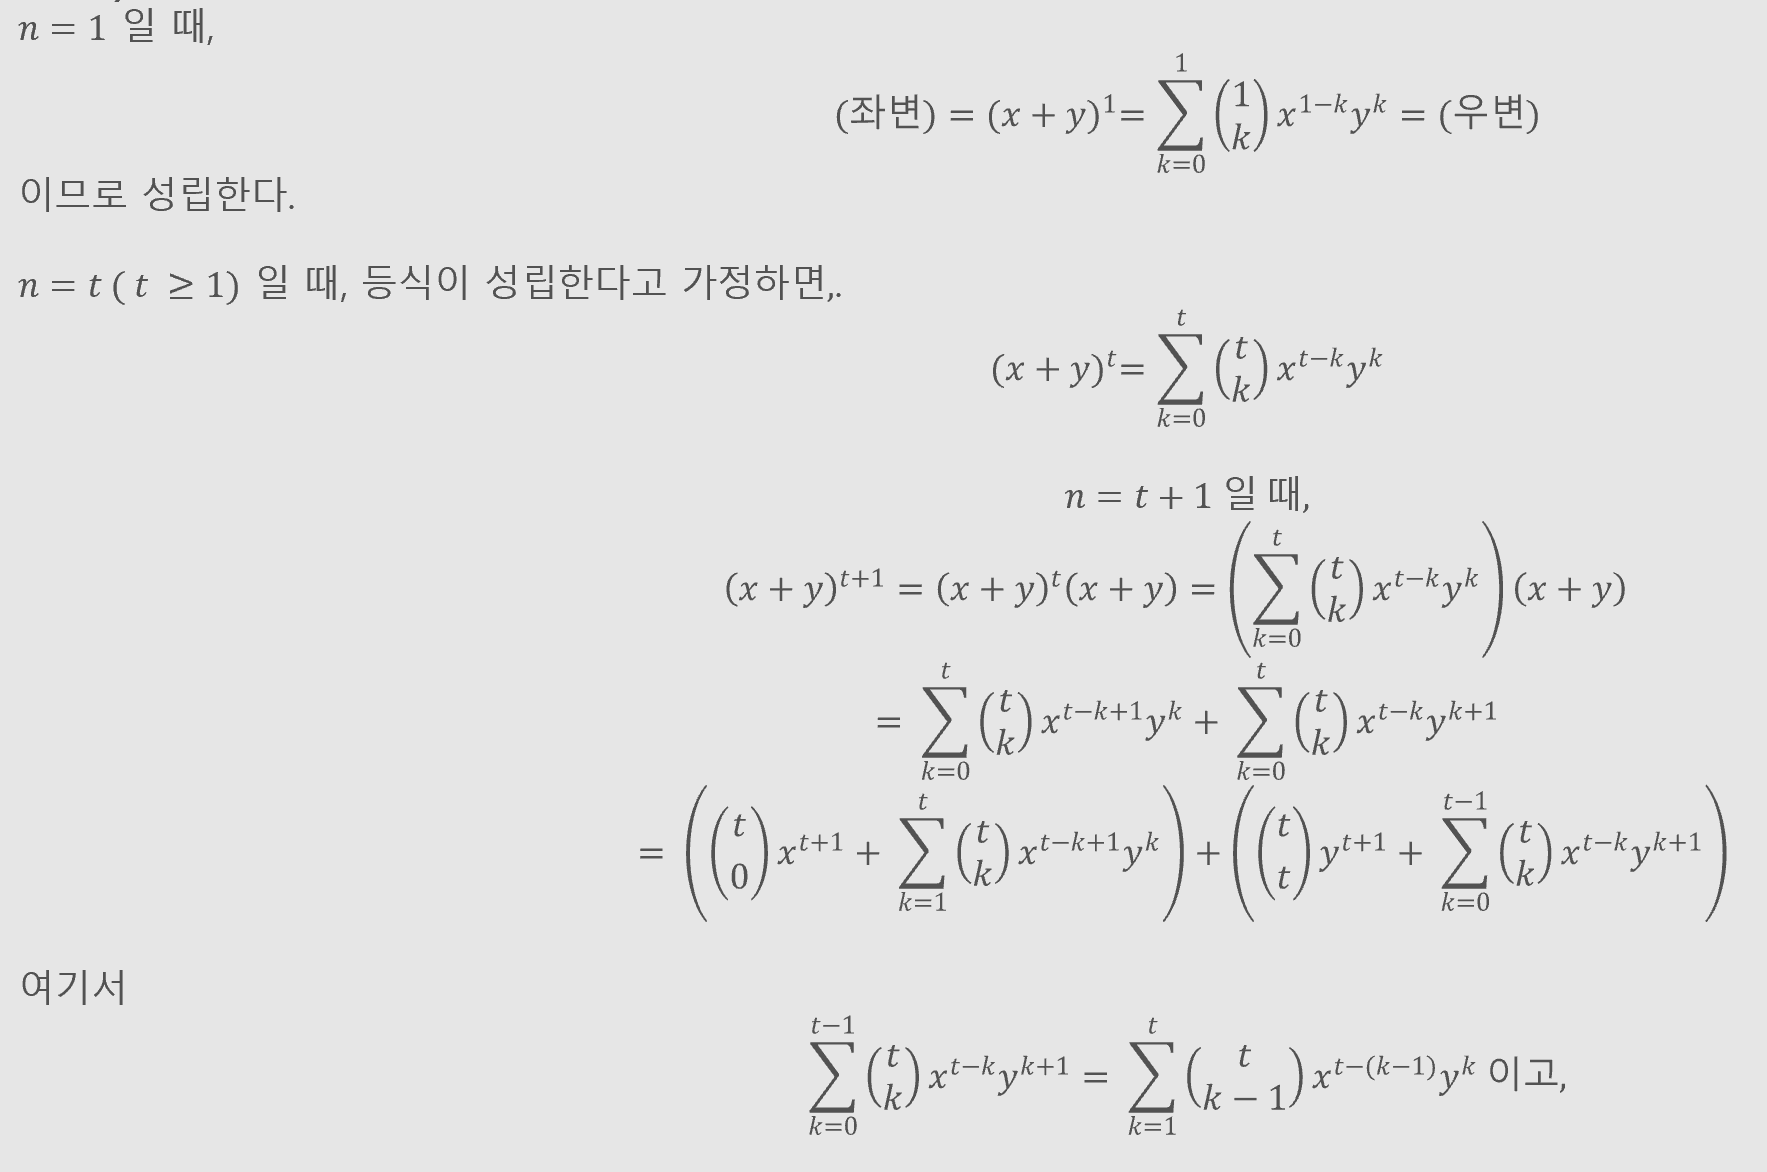 n = 1 일 때,
(좌변) = (x + y)^1= \sum_{k=0}^{1} \binom{1}{k} x^{1-k}y^k = (우변)
이므로 성립한다.
n = t ( t ≥ 1) 일 때, 등식이 성립한다고 가정하면,.
(x + y)^t= \sum_{k=0}^{t} \binom{t}{k} x^{t-k}y^k
n = t + 1 일 때,
(x + y)^{t+1} = (x + y)^t(x + y) = \left( \sum_{k=0}^{t} \binom{t}{k} x^{t-k}y^k \right) (x + y)
= \sum_{k=0}^{t} \binom{t}{k} x^{t-k+1}y^k + \sum_{k=0}^{t} \binom{t}{k} x^{t-k}y^{k+1}
= \left( \binom{t}{0} x^{t+1} + \sum_{k=1}^{t} \binom{t}{k} x^{t-k+1}y^k \right) + \left( \binom{t}{t} y^{t+1} + \sum_{k=0}^{t-1} \binom{t}{k} x^{t-k}y^{k+1} \right)
여기서
\sum_{k=0}^{t-1} \binom{t}{k} x^{t-k}y^{k+1} = \sum_{k=1}^{t} \binom{t}{k-1} x^{t-(k-1)}y^k 이고,